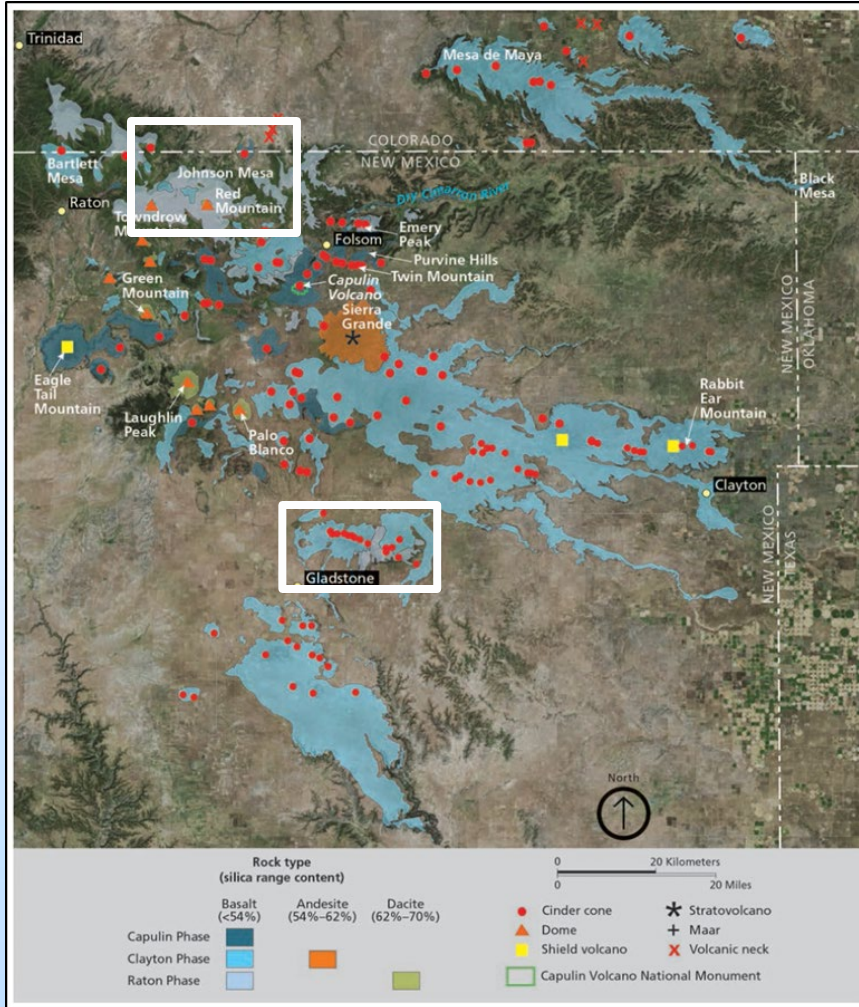 Trinidad
Mesa de Maya
COLORADO
NEW MEXICO
Bartlett
Mesa
Johnson Mesa
Black
Mesa
Raton
Red
Mountain
Towndrow
Dry Cimarron River
Emery
Peak
Folsom
Purvine Hills
Twin Mountain
Green
Mountain
Capulin
Volcano
Sierra
Grande
NEW MEXICO
OKLAHOMA
Eagle
Tail
Mountain
Laughlin
Peak
Palo
Blanco
Rabbit
Ear
Mountain
Clayton
Gladstone
NEW MEXICO
TEXAS
North
Rock type
(silica range content)
Basalt
(<54%)
Andesite
(54%–62%)
Dacite
(62%–70%)
Capulin Phase
Clayton Phase
Raton Phase
0 20 Kilometers
0 20 Miles
Cinder cone
Dome
Shield volcano
Stratovolcano
Maar
Volcanic neck
Capulin Volcano National Monument